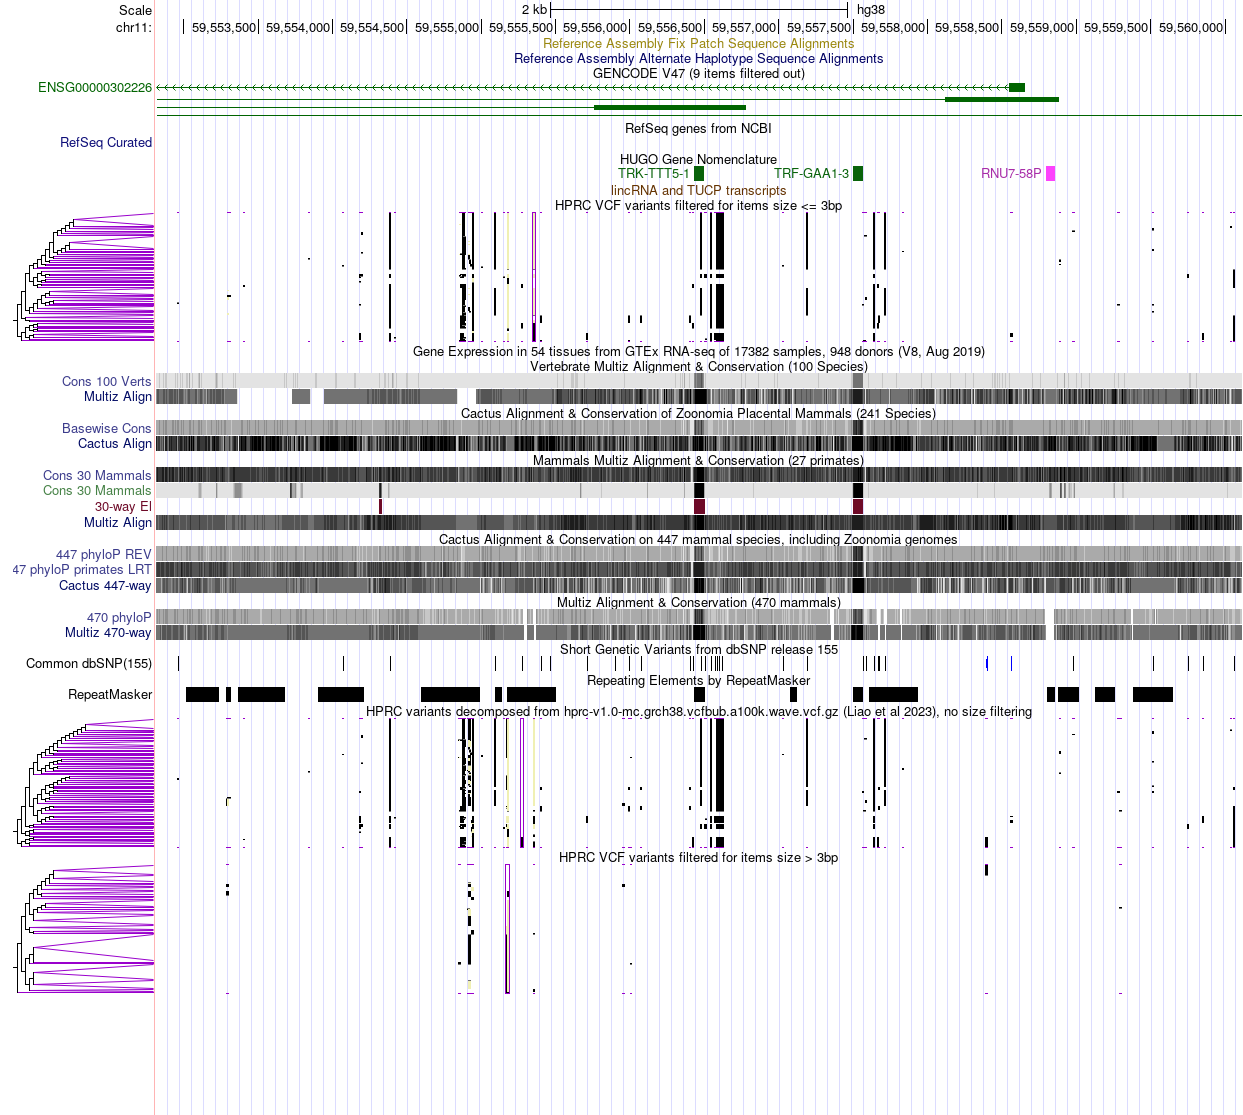 Scale 2 kb hg38
chr11: 59,553,500 59,554,000 59,554,500 59,555,000 59,555,500 59,556,000 59,556,500 59,557,000 59,557,500 59,558,000 59,558,500 59,559,000 59,559,500 59,560,000
Reference Assembly Fix Patch Sequence Alignments
Reference Assembly Alternate Haplotype Sequence Alignments
GENCODE V47 (9 items filtered out)
ENSG00000302226
RefSeq genes from NCBI
RefSeq Curated
HUGO Gene Nomenclature
TRK-TTT5-1 TRF-GAA1-3 RNU7-58P
lincRNA and TUCP transcripts
HPRC VCF variants filtered for items size <= 3bp
Gene Expression in 54 tissues from GTEx RNA-seq of 17382 samples, 948 donors (V8, Aug 2019)
Vertebrate Multiz Alignment & Conservation (100 Species)
Cons 100 Verts
Multiz Align
Cactus Alignment & Conservation of Zoonomia Placental Mammals (241 Species)
Basewise Cons
Cactus Align
Mammals Multiz Alignment & Conservation (27 primates)
Cons 30 Mammals
Cons 30 Mammals
30-way El
Multiz Align
Cactus Alignment & Conservation on 447 mammal species, including Zoonomia genomes
447 phyloP REV
47 phyloP primates LRT
Cactus 447-way
Multiz Alignment & Conservation (470 mammals)
470 phyloP
Multiz 470-way
Short Genetic Variants from dbSNP release 155
Common dbSNP(155)
Repeating Elements by RepeatMasker
RepeatMasker
HPRC variants decomposed from hprc-v1.0-mc.grch38.vcfbub.a100k.wave.vcf.gz (Liao et al 2023), no size filtering
HPRC VCF variants filtered for items size > 3bp